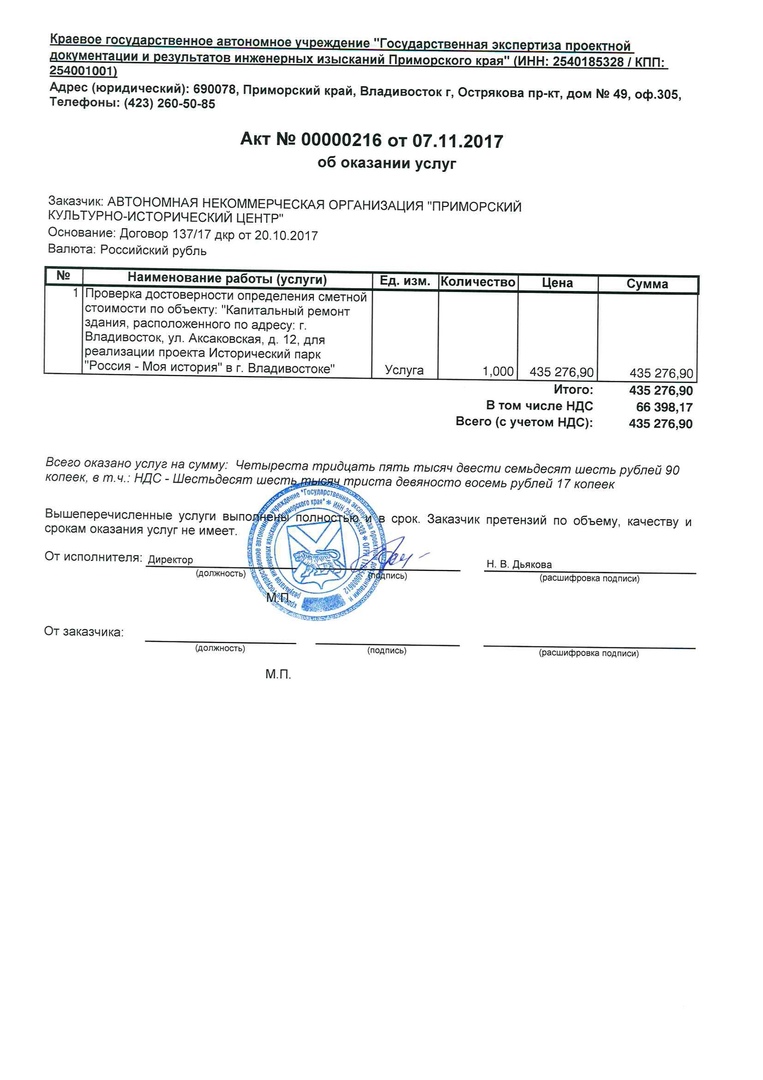 Краевое государственное автономное учреждение "Государственная экспертиза проектной
документации и результатов инженерных изысканий Приморского края" (ИНН: 2540185328 / КПП:
254001001)
Адрес (юридический): 690078, Приморский край, Владивосток г, Острякова пр-кт, дом № 49, оф.305,
Телефоны: (423) 260-50-85
Акт № 00000216 от 07.11.2017
об оказании услуг
Заказчик: АВТОНОМНАЯ НЕКОММЕРЧЕСКАЯ ОРГАНИЗАЦИЯ "ПРИМОРСКИЙ
КУЛЬТУРНО-ИСТОРИЧЕСКИЙ ЦЕНТР"
Основание: Договор 137/17 дкр от 20.10.2017
Валюта: Российский рубль
№ Наименование работы (услуги) Ед. изм. Количество Цена Сумма
1 Проверка достоверности определения сметной
стоимости по объекту: "Капитальный ремонт
здания, расположенного по адресу: г.
Владивосток, ул. Аксаковская, д. 12, для
реализации проекта Исторический парк
"Россия - Моя история" в г. Владивостоке" Услуга 1,000 435 276,90 435 276,90
Итого: 435 276,90
В том числе НДС 66 398,17
Всего (с учетом НДС): 435 276,90
Всего оказано услуг на сумму: Четыреста тридцать пять тысяч двести семьдесят шесть рублей 90
копеек, в т.ч.: НДС - Шестьдесят шесть тысяч триста девяносто восемь рублей 17 копеек
Вышеперечисленные услуги выполнены полностью и в срок. Заказчик претензий по объему, качеству и
срокам оказания услуг не имеет.
От исполнителя: Директор Н. В. Дьякова
(должность) (подпись) (расшифровка подписи)
М.П.
От заказчика:
(должность) (подпись) (расшифровка подписи)
М.П.